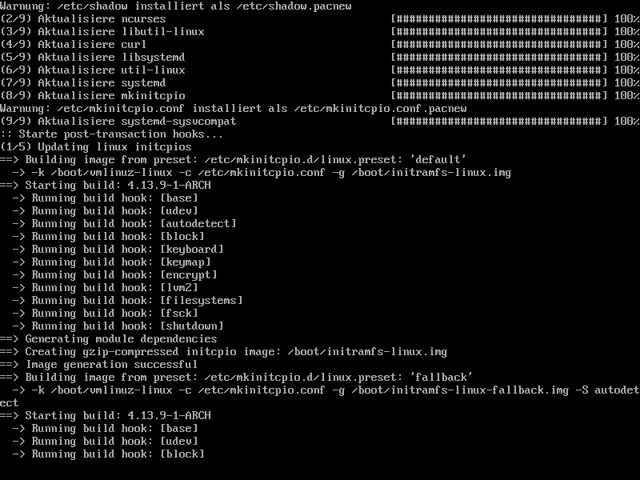 Warnung: /etc/shadow installiert als /etc/shadow.pacnew
(2/9) Aktualisiere ncurses [################################] 100%
(3/9) Aktualisiere libutil-linux [################################] 100%
(4/9) Aktualisiere curl [################################] 100%
(5/9) Aktualisiere libsystemd [################################] 100%
(6/9) Aktualisiere util-linux [################################] 100%
(7/9) Aktualisiere systemd [################################] 100%
(8/9) Aktualisiere mkinitcpio [################################] 100%
Warnung: /etc/mkinitcpio.conf installiert als /etc/mkinitcpio.conf.pacnew
(9/9) Aktualisiere systemd-sysvcompat [################################] 100%
:: Starte post-transaction hooks...
(1/5) Updating linux initcpios
==> Building image from preset: /etc/mkinitcpio.d/linux.preset: 'default'
  -> -k /boot/vmlinuz-linux -c /etc/mkinitcpio.conf -g /boot/initramfs-linux.img
==> Starting build: 4.13.9-1-ARCH
  -> Running build hook: [base]
  -> Running build hook: [udev]
  -> Running build hook: [autodetect]
  -> Running build hook: [block]
  -> Running build hook: [keyboard]
  -> Running build hook: [keymap]
  -> Running build hook: [encrypt]
  -> Running build hook: [lvm2]
  -> Running build hook: [filesystems]
  -> Running build hook: [fsck]
  -> Running build hook: [shutdown]
==> Generating module dependencies
==> Creating gzip-compressed initcpio image: /boot/initramfs-linux.img
==> Image generation successful
==> Building image from preset: /etc/mkinitcpio.d/linux.preset: 'fallback'
  -> -k /boot/vmlinuz-linux -c /etc/mkinitcpio.conf -g /boot/initramfs-linux-fallback.img -S autodet
ect
==> Starting build: 4.13.9-1-ARCH
  -> Running build hook: [base]
  -> Running build hook: [udev]
  -> Running build hook: [block]